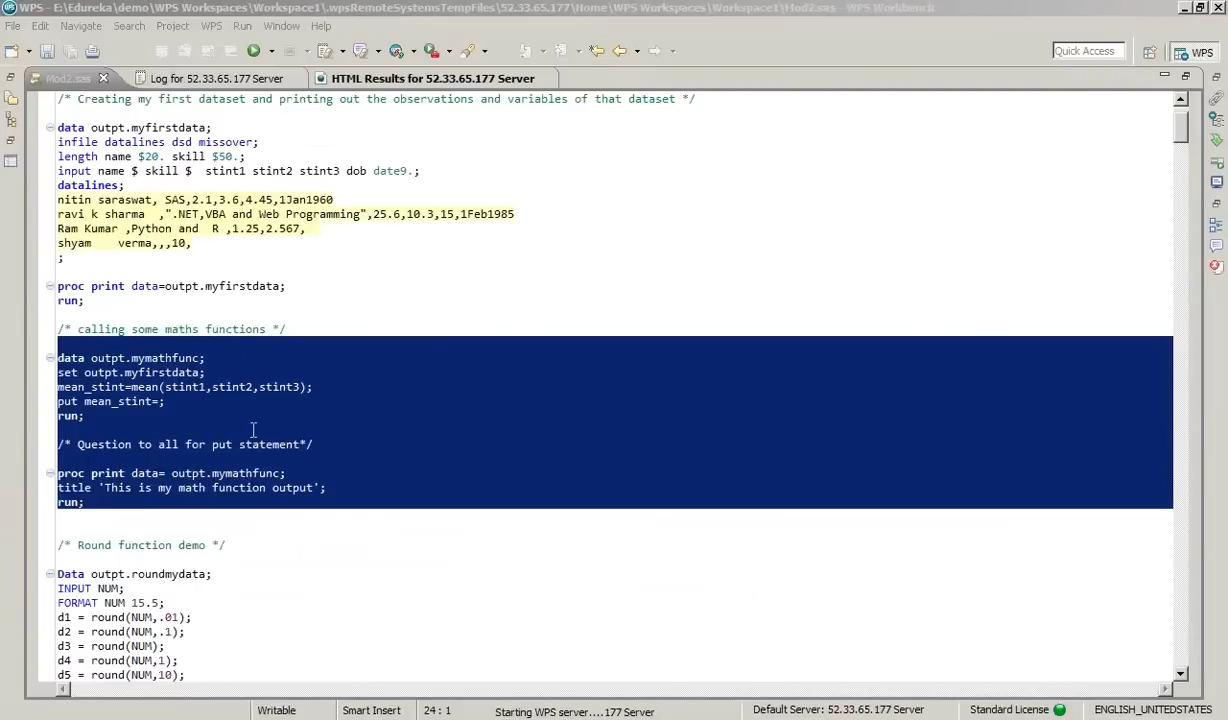 WPS - E:\Edureka\demo\WPS Workspaces\Workspace1\.wpsRemoteSystemsTempFiles\52.33.65.177\Home\WPS Workspaces\Workspace1\Mod2.sas - WPS Workbench
File Edit Navigate Search Project WPS Run Window Help
Quick Access WPS
Mod2.sas Log for 52.33.65.177 Server HTML Results for 52.33.65.177 Server
/* Creating my first dataset and printing out the observations and variables of that dataset */
data outpt.myfirstdata;
infile datalines dsd missover;
length name $20. skill $50.;
input name $ skill $ stint1 stint2 stint3 dob date9.;
datalines;
nitin saraswat, SAS,2.1,3.6,4.45,1Jan1960
ravi k sharma ,".NET,VBA and Web Programming",25.6,10.3,15,1Feb1985
Ram Kumar ,Python and R ,1.25,2.567,
shyam verma,,,10,
;
proc print data=outpt.myfirstdata;
run;
/* calling some maths functions */
data outpt.mymathfunc;
set outpt.myfirstdata;
mean_stint=mean(stint1,stint2,stint3);
put mean_stint=;
run;
/* Question to all for put statement*/
proc print data= outpt.mymathfunc;
title 'This is my math function output';
run;
/* Round function demo */
Data outpt.roundmydata;
INPUT NUM;
FORMAT NUM 15.5;
d1 = round(NUM,.01);
d2 = round(NUM,.1);
d3 = round(NUM);
d4 = round(NUM,1);
d5 = round(NUM,10);
Writable Smart Insert 24 : 1 Starting WPS server....177 Server Default Server: 52.33.65.177 Server Standard License ENGLISH_UNITEDSTATES